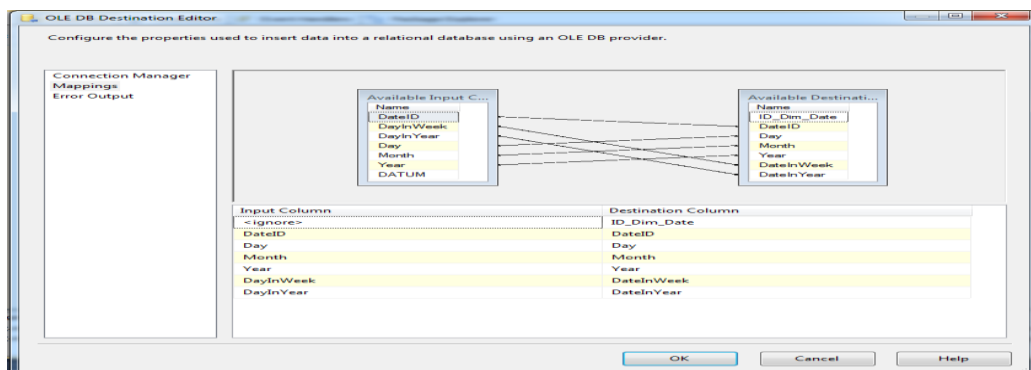 OLE DB Destination Editor
Configure the properties used to insert data into a relational database using an OLE DB provider.
Connection Manager
Mappings
Error Output
Available Input C...
Name
DateID
DayInWeek
DayInYear
Day
Month
Year
DATUM
Available Destinati...
Name
ID_Dim_Date
DateID
Day
Month
Year
DateInWeek
DateInYear
Input Column Destination Column
<ignore> ID_Dim_Date
DateID DateID
Day Day
Month Month
Year Year
DayInWeek DateInWeek
DayInYear DateInYear
OK Cancel Help